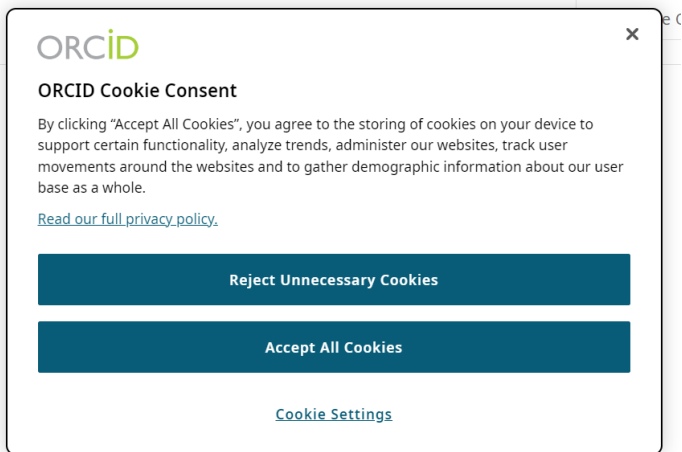 ORCID
ORCID Cookie Consent
By clicking “Accept All Cookies”, you agree to the storing of cookies on your device to
support certain functionality, analyze trends, administer our websites, track user
movements around the websites and to gather demographic information about our user
base as a whole.
Read our full privacy policy.
Reject Unnecessary Cookies
Accept All Cookies
Cookie Settings